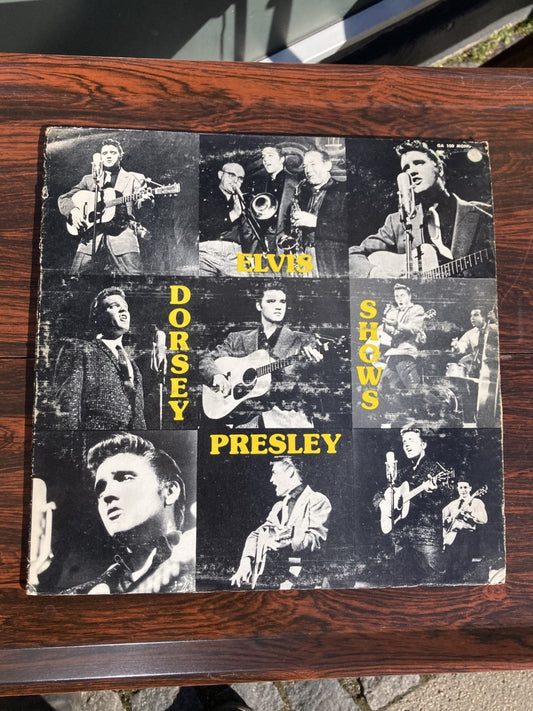 GA 100 MONO
ELVIS
DORSEY
SHOWS
PRESLEY